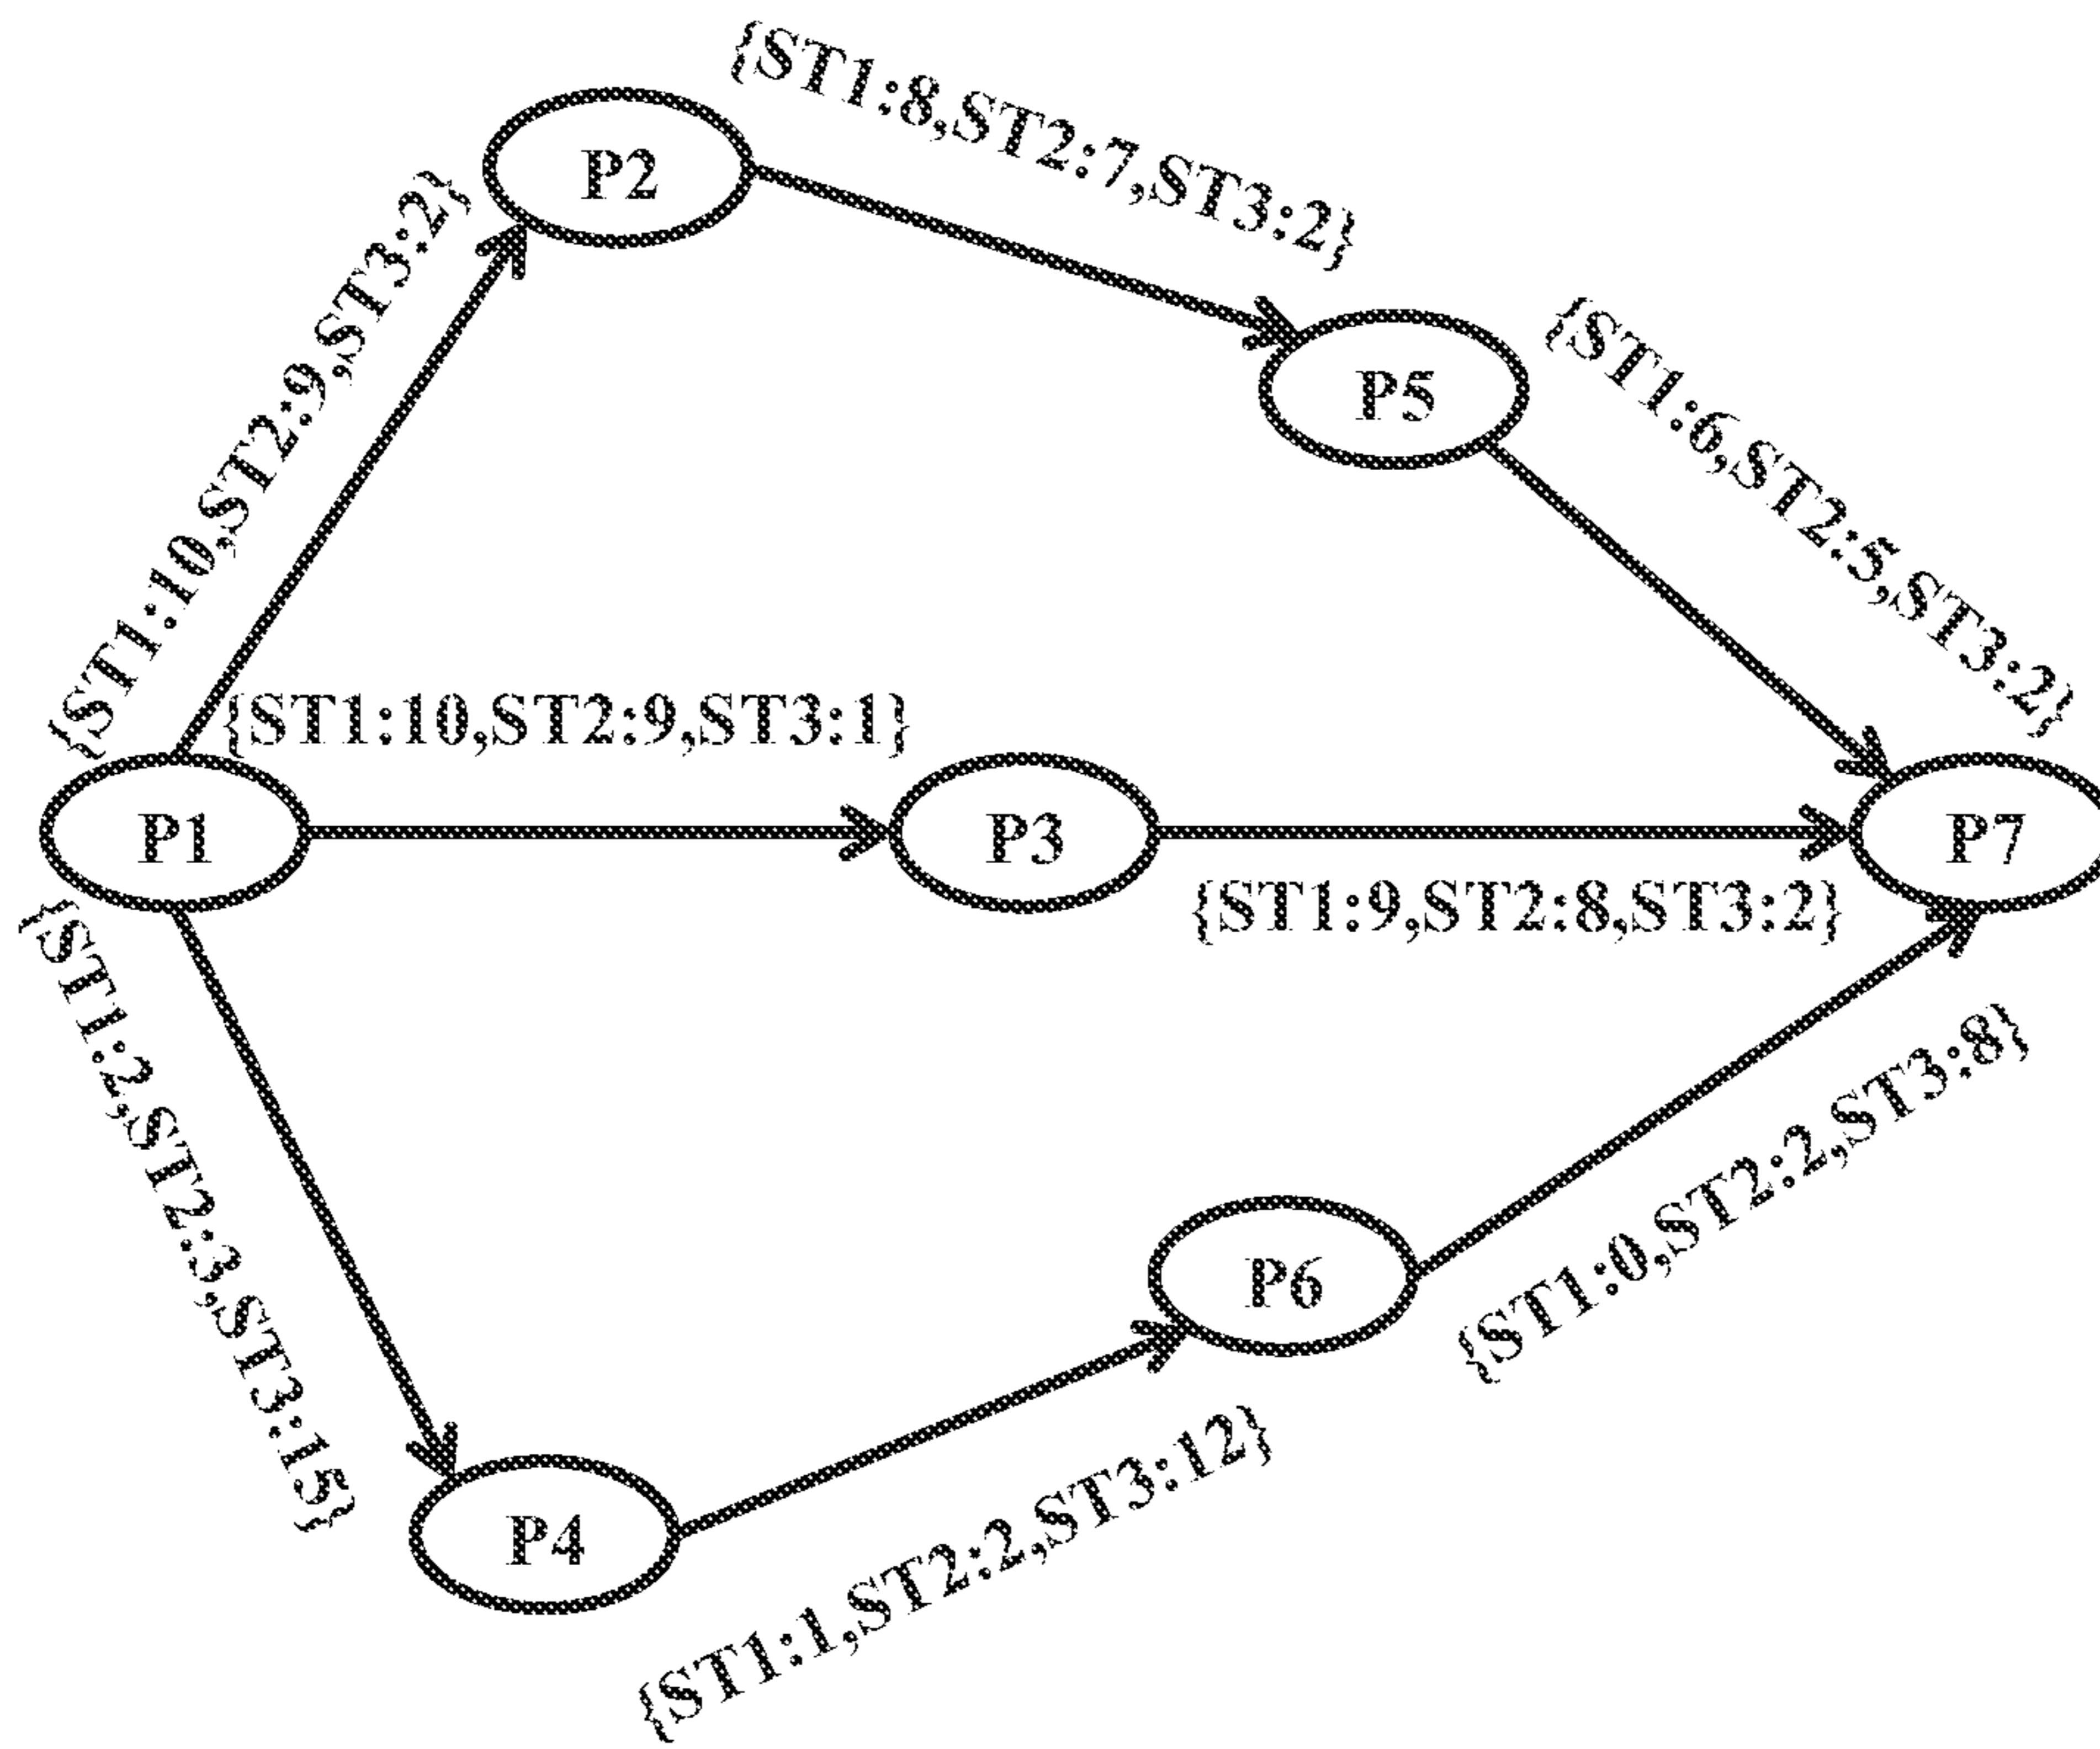 {ST1:8,ST2:7,ST3:2}
P2
{ST1:10,ST2:9,ST3:2}
P5
{ST1:6,ST2:5,ST3:2}
{ST1:10,ST2:9,ST3:1}
P1
P3
P7
{ST1:9,ST2:8,ST3:2}
{ST1:2,ST2:3,ST3:15}
P6
{ST1:0,ST2:2,ST3:8}
P4
{ST1:1,ST2:2,ST3:12}